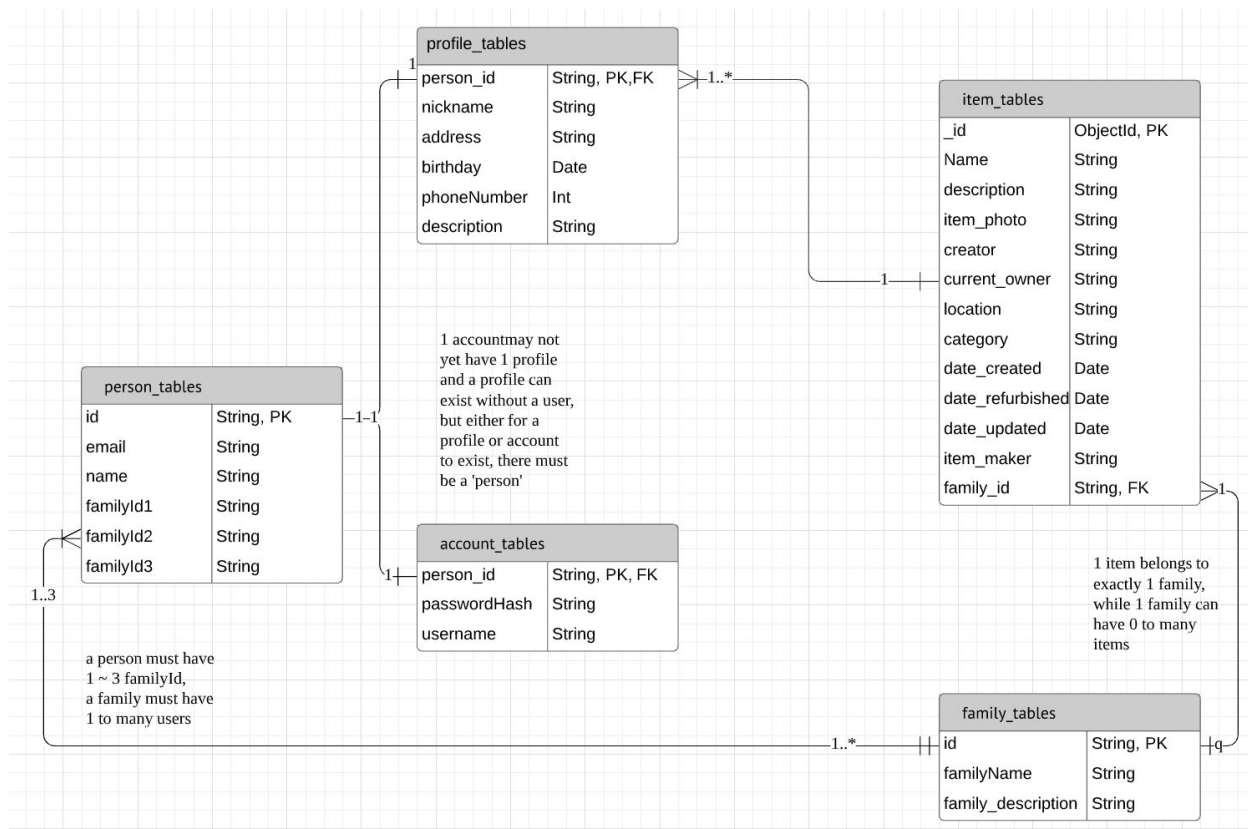 profile_tables
1
person_id String, PK,FK
nickname String
address String
birthday Date
phoneNumber Int
description String
1..*
item_tables
_id ObjectId, PK
Name String
description String
item_photo String
creator String
1
current_owner String
location String
category String
date_created Date
date_refurbished Date
date_updated Date
item_maker String
family_id String, FK
1
1 accountmay not
yet have 1 profile
and a profile can
exist without a user,
but either for a
profile or account
to exist, there must
be a 'person'
person_tables
id String, PK
email String
name String
familyId1 String
familyId2 String
familyId3 String
1 1
1..3
account_tables
1
person_id String, PK, FK
passwordHash String
username String
1 item belongs to
exactly 1 family,
while 1 family can
have 0 to many
items
a person must have
1 ~ 3 familyId,
a family must have
1 to many users
1..*
family_tables
id String, PK
q
familyName String
family_description String